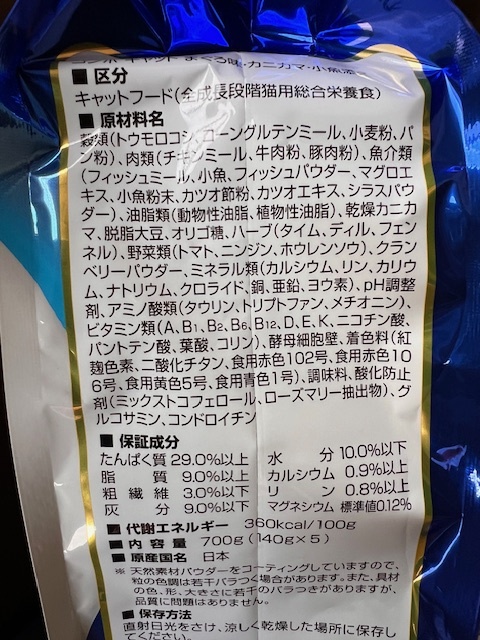 コンボ キャット まぐろ味・カニカマ・小魚添
■ 区分
キャットフード(全成長段階猫用総合栄養食)
■ 原材料名
穀類(トウモロコシ、コーングルテンミール、小麦粉、パ
ン粉)、肉類(チキンミール、牛肉粉、豚肉粉)、魚介類
(フィッシュミール、小魚、フィッシュパウダー、マグロエ
キス、小魚粉末、カツオ節粉、カツオエキス、シラスパウ
ダー)、油脂類(動物性油脂、植物性油脂)、乾燥カニカ
マ、脱脂大豆、オリゴ糖、ハーブ(タイム、ディル、フェン
ネル)、野菜類(トマト、ニンジン、ホウレンソウ)、クラン
ベリーパウダー、ミネラル類(カルシウム、リン、カリウ
ム、ナトリウム、クロライド、銅、亜鉛、ヨウ素)、pH調整
剤、アミノ酸類(タウリン、トリプトファン、メチオニン)、
ビタミン類(A、B1、B2、B6、B12、D、E、K、ニコチン酸、
パントテン酸、葉酸、コリン)、酵母細胞壁、着色料(紅
麹色素、二酸化チタン、食用赤色102号、食用赤色10
6号、食用黄色5号、食用青色1号)、調味料、酸化防止
剤(ミックストコフェロール、ローズマリー抽出物)、グ
ルコサミン、コンドロイチン
■ 保証成分
たんぱく質 29.0%以上 水 分 10.0%以下
脂 質 9.0%以上 カルシウム 0.9%以上
粗 繊 維 3.0%以下 リ ン 0.8%以上
灰 分 9.0%以下 マグネシウム 標準値0.12%
■ 代謝エネルギー 360kcal/100g
■ 内 容 量 700g(140g×5)
■ 原産国名 日本
※ 天然素材パウダーをコーティングしていますので、
粒の色調は若干バラつく場合があります。また、具材
の色、形、大きさに若干のバラつきがありますが、
品質に問題はありません。
■ 保存方法
直射日光をさけ、涼しく乾燥した場所に保存し
てください。